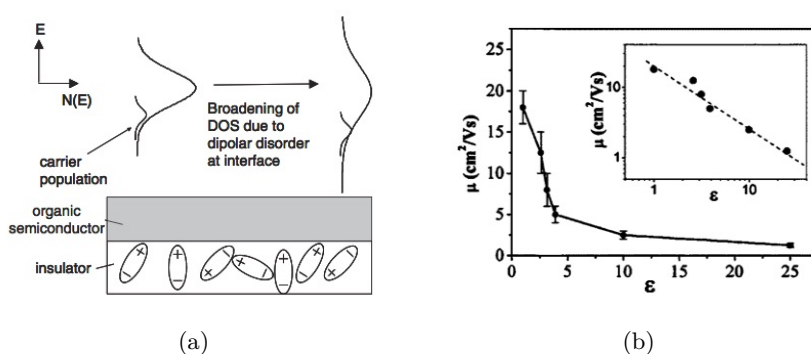 E
N(E)
Broadening of
DOS due to
dipolar disorder
at interface
carrier
population
organic
semiconductor
insulator
+ + + - - + +
- - + + - - -
(a)
μ (cm²/Vs)
25
20
15
10
5
0
0 5 10 15 20 25
ε
μ (cm²/Vs)
10
1
1 10
ε
(b)